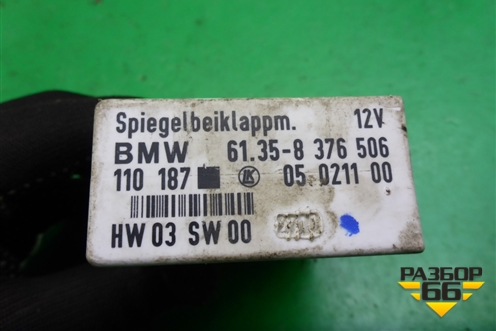 Spiegelbeiklappm. 12V
BMW 61.35-8 376 506
110 187 LK 05 0211 00
HW 03 SW 00
РАЗБОР
66